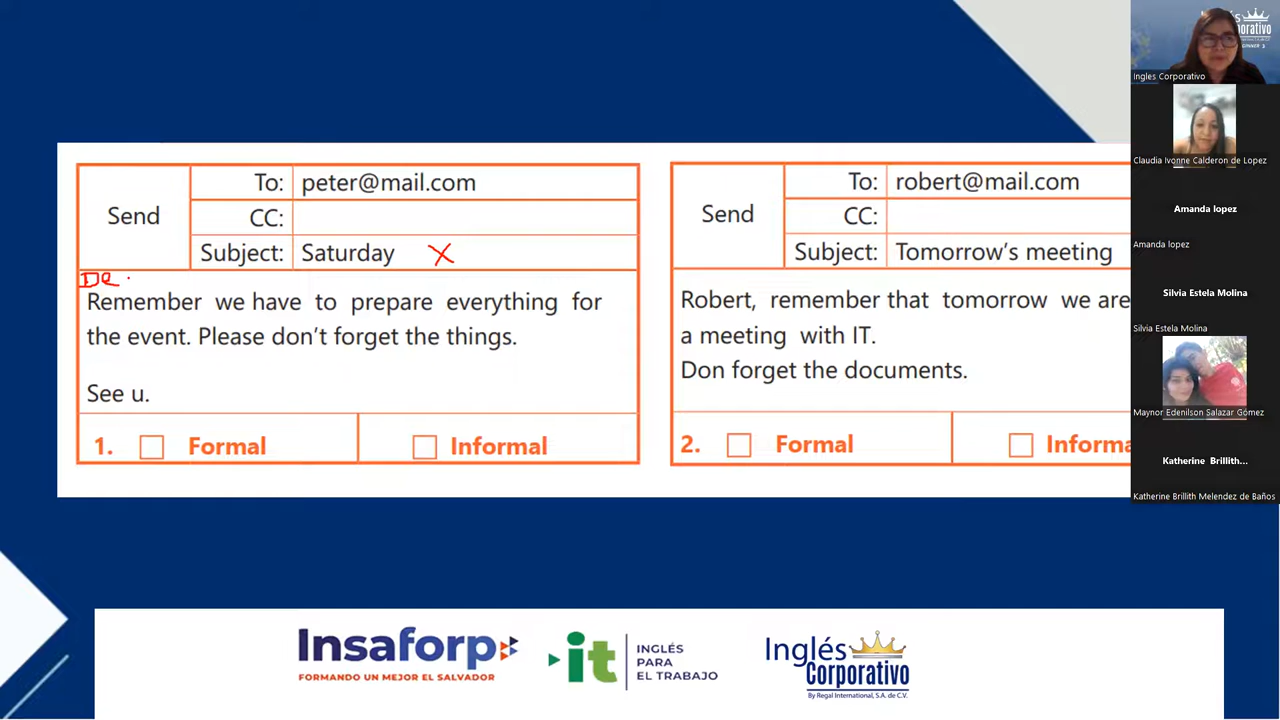 Send
To: peter@mail.com
CC:
Subject: Saturday X
DR
Remember we have to prepare everything for
the event. Please don't forget the things.
See u.
1. Formal Informal
Send
To: robert@mail.com
CC:
Subject: Tomorrow's meeting
Robert, remember that tomorrow we are
a meeting with IT.
Don forget the documents.
2. Formal Informa
Ingles Corporativo
Claudia Ivonne Calderon de Lopez
Amanda lopez
Amanda lopez
Silvia Estela Molina
Silvia Estela Molina
Maynor Edenilson Salazar Gómez
Katherine Brillith...
Katherine Brillith Melendez de Baños
Insaforp
FORMANDO UN MEJOR EL SALVADOR
it
INGLÉS
PARA
EL TRABAJO
Inglés
Corporativo
By Regal International, S.A. de C.V.